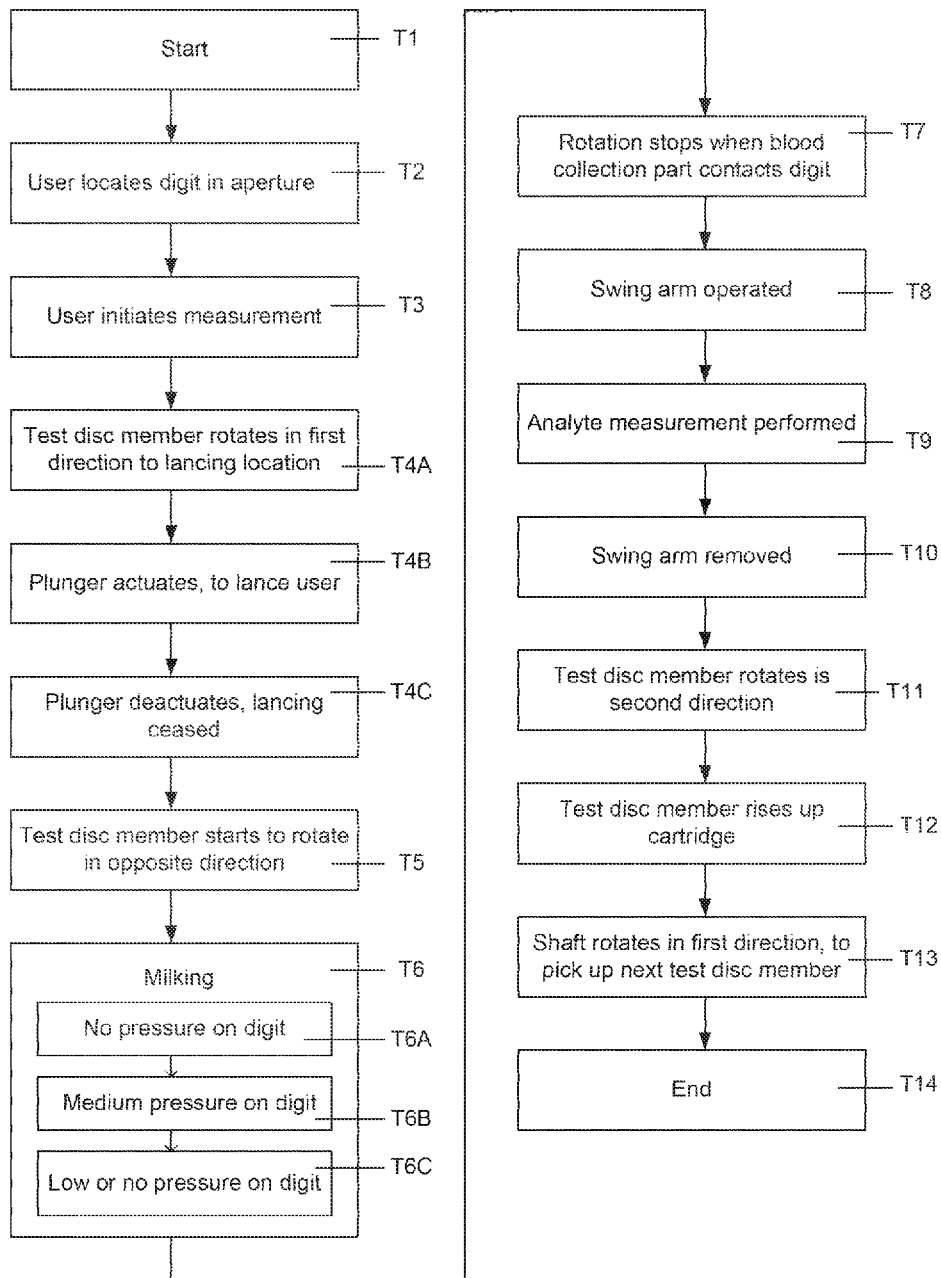 Start
T1
User locates digit in aperture
T2
User initiates measurement
T3
Test disc member rotates in first
direction to lancing location
T4A
Plunger actuates, to lance user
T4B
Plunger deactuates, lancing
ceased
T4C
Test disc member starts to rotate
in opposite direction
T5
Milking
T6
No pressure on digit
T6A
Medium pressure on digit
T6B
Low or no pressure on digit
T6C
Rotation stops when blood
collection part contacts digit
T7
Swing arm operated
T8
Analyte measurement performed
T9
Swing arm removed
T10
Test disc member rotates is
second direction
T11
Test disc member rises up
cartridge
T12
Shaft rotates in first direction, to
pick up next test disc member
T13
End
T14